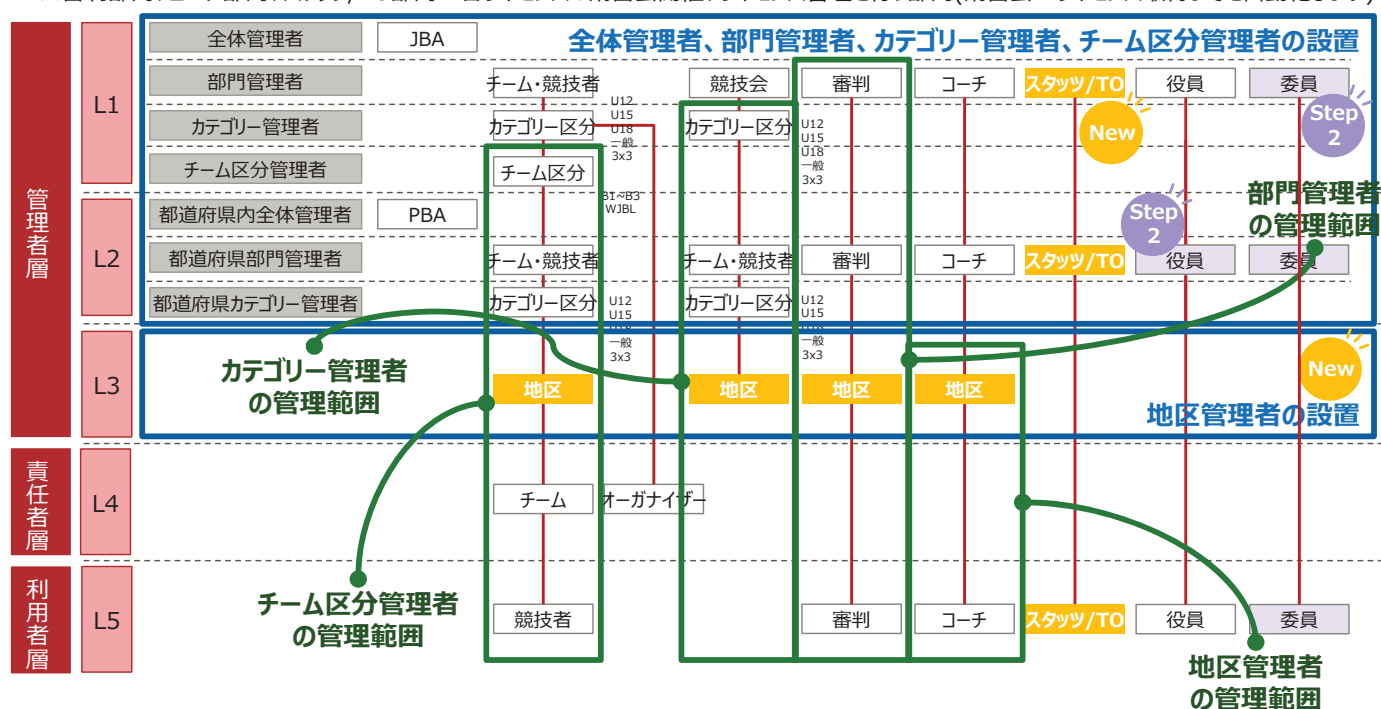 全体管理者
JBA
全体管理者、部門管理者、カテゴリー管理者、チーム区分管理者の設置
管理者層
L1
部門管理者
チーム・競技者
競技会
審判
コーチ
スタッツ/TO
役員
委員
U12
U15
U18
一般
3x3
カテゴリー管理者
カテゴリー区分
カテゴリー区分
U12
U15
U18
一般
3x3
New
Step
2
チーム区分管理者
チーム区分
B1~B3
WJBL
部門管理者
の管理範囲
L2
都道府県内全体管理者
PBA
Step
2
都道府県部門管理者
チーム・競技者
チーム・競技者
審判
コーチ
スタッツ/TO
役員
委員
都道府県カテゴリー管理者
カテゴリー区分
カテゴリー区分
U12
U15
U18
一般
3x3
U12
U15
U18
一般
3x3
L3
カテゴリー管理者
の管理範囲
地区
地区
地区
地区
New
地区管理者の設置
責任者層
L4
チーム
オーガナイザー
利用者層
L5
チーム区分管理者
の管理範囲
競技者
審判
コーチ
スタッツ/TO
役員
委員
地区管理者
の管理範囲